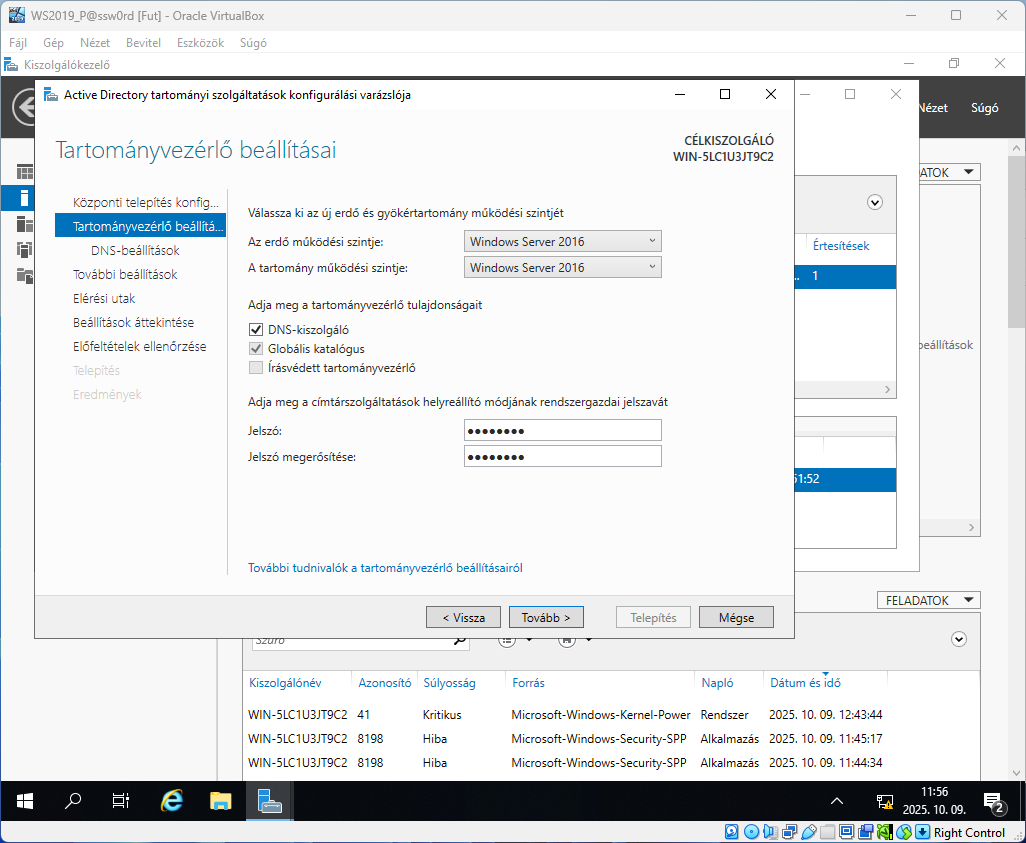 WS2019_P@ssw0rd [Fut] - Oracle VirtualBox
Fájl Gép Nézet Bevitel Eszközök Súgó
Kiszolgálókezelő
Active Directory tartományi szolgáltatások konfigurálási varázslója
Nézet Súgó
Tartományvezérlő beállításai
CÉLKISZOLGÁLÓ
WIN-5LC1U3JT9C2
ATOK
Központi telepítés konfig...
Tartományvezérlő beállítá...
DNS-beállítások
További beállítások
Elérési utak
Beállítások áttekintése
Előfeltételek ellenőrzése
Telepítés
Eredmények
Válassza ki az új erdő és gyökértartomány működési szintjét
Az erdő működési szintje: Windows Server 2016
A tartomány működési szintje: Windows Server 2016
Adja meg a tartományvezérlő tulajdonságait
DNS-kiszolgáló
Globális katalógus
Írásvédett tartományvezérlő
Adja meg a címtárszolgáltatások helyreállító módjának rendszergazdai jelszavát
Jelszó: ●●●●●●●●
Jelszó megerősítése: ●●●●●●●●
További tudnivalók a tartományvezérlő beállításairól
< Vissza Tovább > Telepítés Mégse
Értesítések
... 1
beállítások
51:52
FELADATOK
Szűrő
Kiszolgálónév Azonosító Súlyosság Forrás Napló Dátum és idő
WIN-5LC1U3JT9C2 41 Kritikus Microsoft-Windows-Kernel-Power Rendszer 2025. 10. 09. 12:43:44
WIN-5LC1U3JT9C2 8198 Hiba Microsoft-Windows-Security-SPP Alkalmazás 2025. 10. 09. 11:45:17
WIN-5LC1U3JT9C2 8198 Hiba Microsoft-Windows-Security-SPP Alkalmazás 2025. 10. 09. 11:44:34
11:56
2025. 10. 09.
2
Right Control